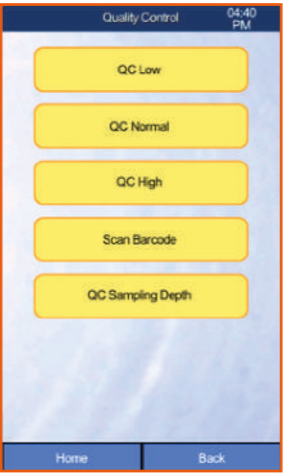 Quality Control
04:40
PM
QC Low
QC Normal
QC High
Scan Barcode
QC Sampling Depth
Home
Back